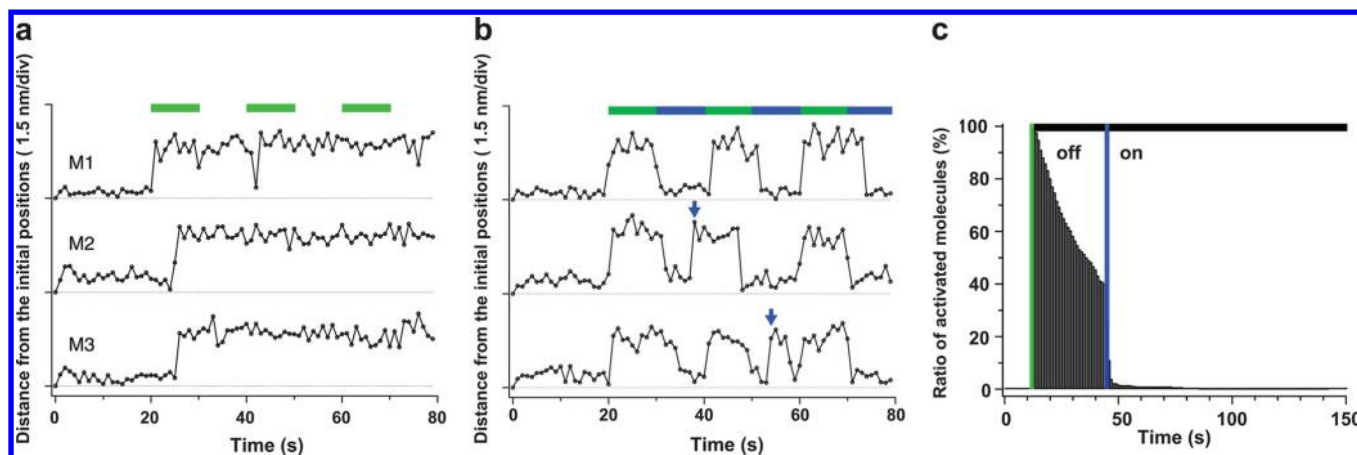 a
Distance from the initial positions ( 1.5 nm/div)
M1
M2
M3
0 20 40 60 80
Time (s)
b
Distance from the initial positions ( 1.5 nm/div)
0 20 40 60 80
Time (s)
c
Ratio of activated molecules (%)
100
80
60
40
20
0
off on
0 50 100 150
Time (s)